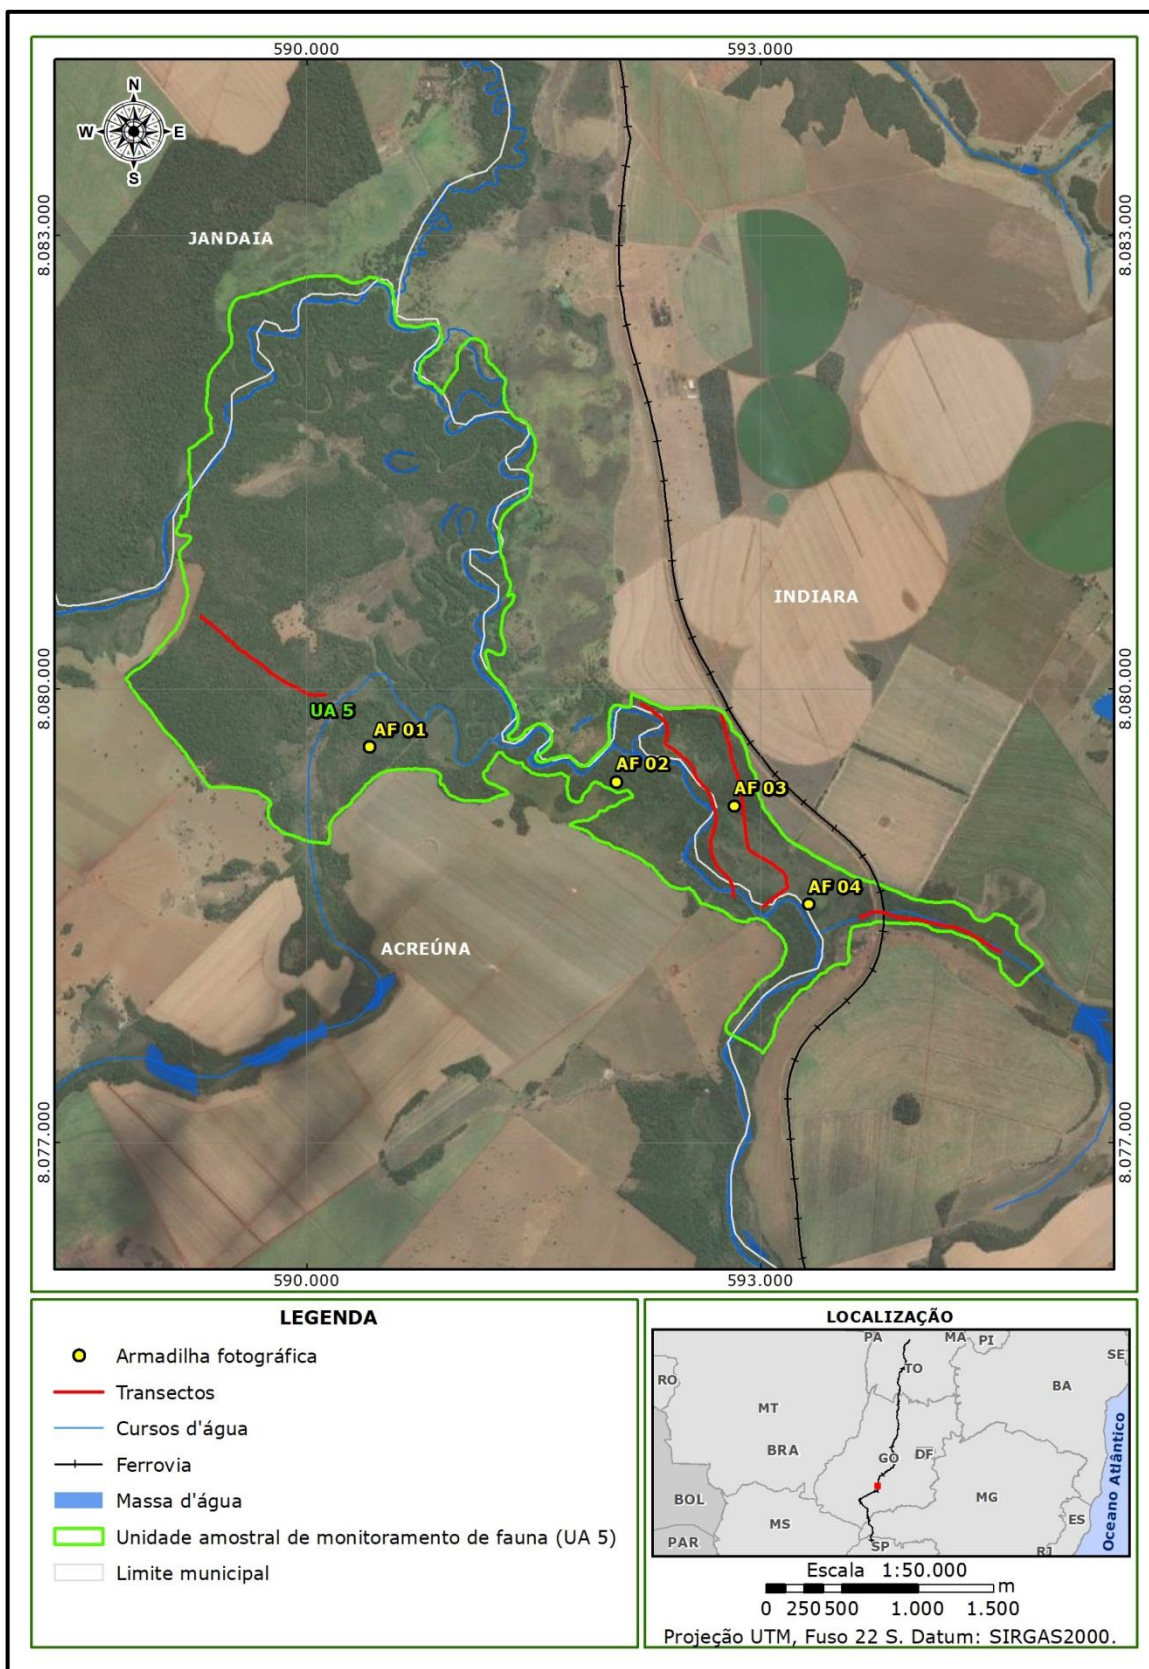 590.000
593.000
N
W
E
S
8.083.000
8.083.000
JANDAIA
INDIARA
8.080.000
8.080.000
UA 5
AF 01
AF 02
AF 03
AF 04
ACREÚNA
8.077.000
8.077.000
590.000
593.000
LEGENDA
Armadilha fotográfica
Transectos
Cursos d'água
Ferrovia
Massa d'água
Unidade amostral de monitoramento de fauna (UA 5)
Limite municipal
LOCALIZAÇÃO
PA
MA
PI
TO
SE
RO
BA
MT
BRA
GO
DF
BOL
MG
MS
ES
PAR
SP
RJ
Oceano Atlântico
Escala 1:50.000
m
0 250 500 1.000 1.500
Projeção UTM, Fuso 22 S. Datum: SIRGAS2000.